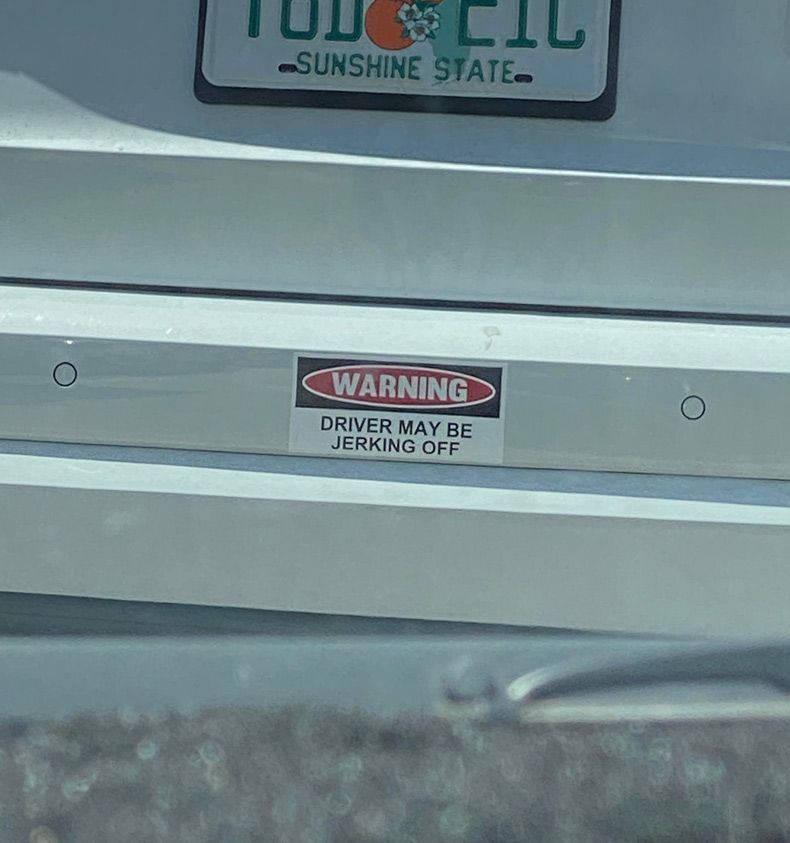 SUNSHINE STATE
WARNING
DRIVER MAY BE
JERKING OFF